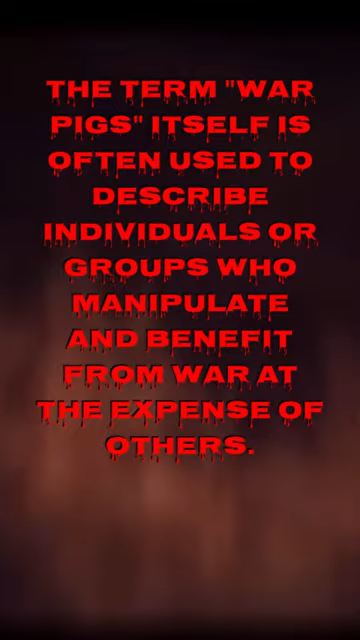 THE TERM "WAR
PIGS" ITSELF IS
OFTEN USED TO
DESCRIBE
INDIVIDUALS OR
GROUPS WHO
MANIPULATE
AND BENEFIT
FROM WAR AT
THE EXPENSE OF
OTHERS.